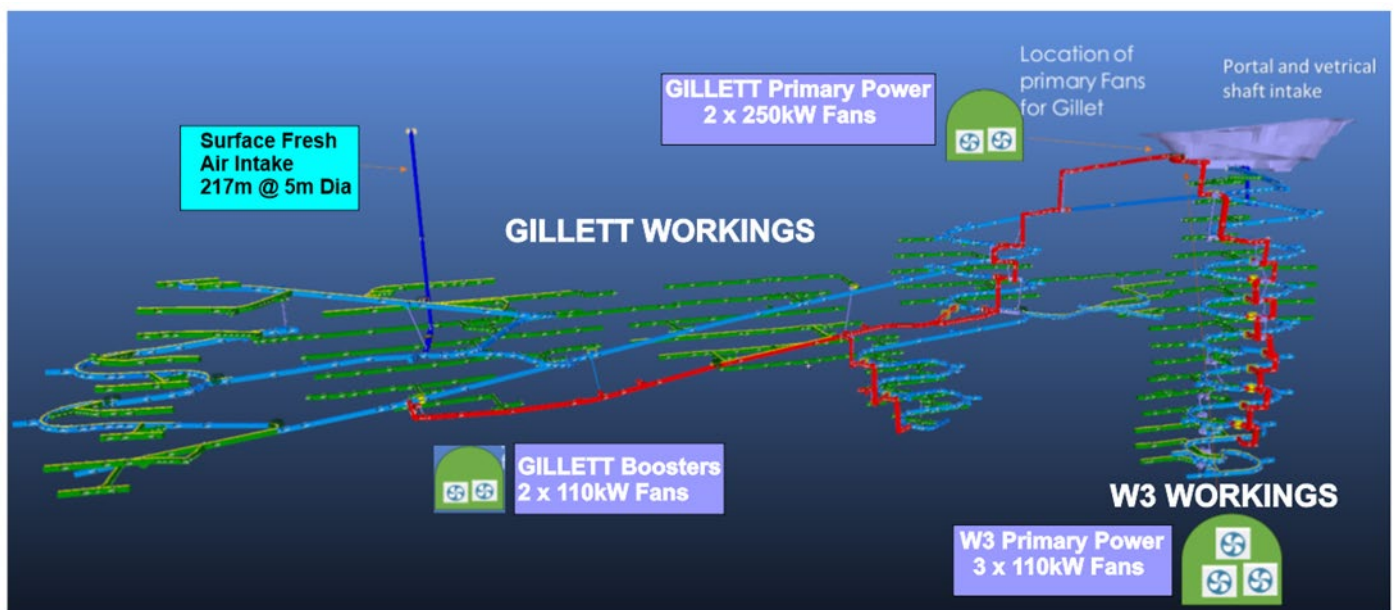 Location of
primary Fans
for Gillet
Portal and vetrical
shaft intake
GILLETT Primary Power
2 x 250kW Fans
Surface Fresh
Air Intake
217m @ 5m Dia
GILLETT WORKINGS
GILLETT Boosters
2 x 110kW Fans
W3 WORKINGS
W3 Primary Power
3 x 110kW Fans